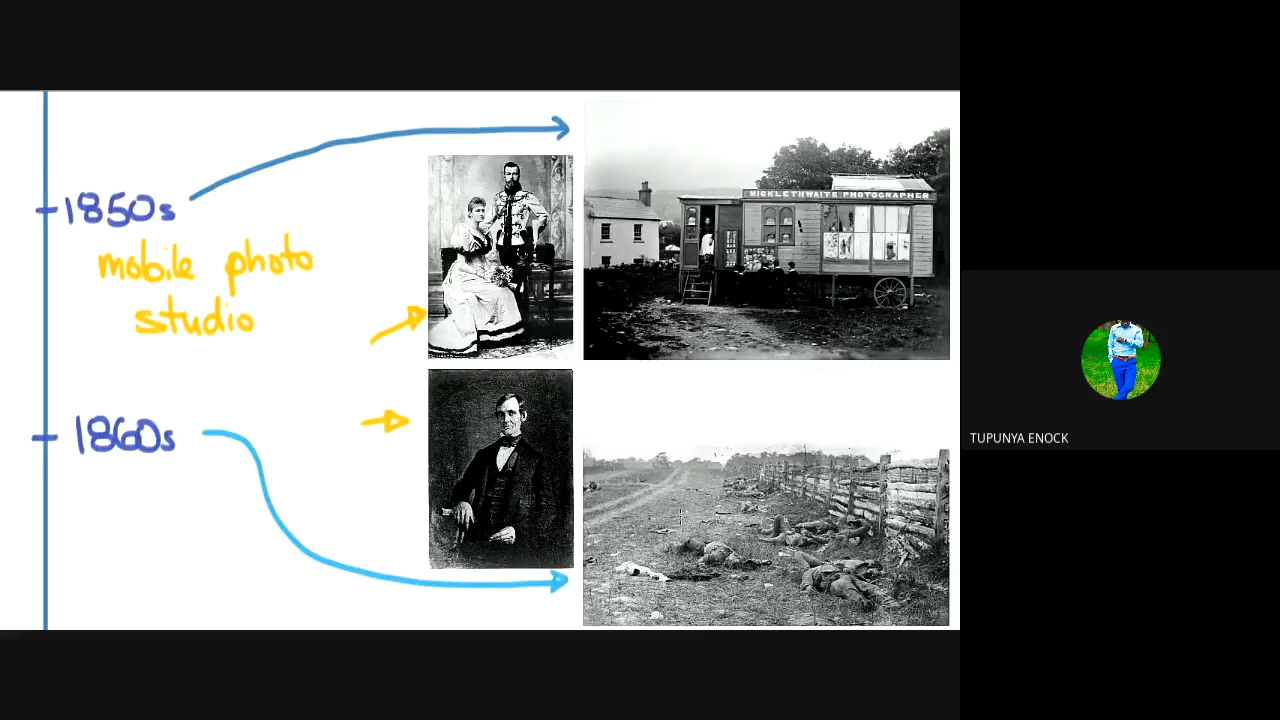 1850s
mobile photo
studio
MICKLETHWAITE PHOTOGRAPHER
1860s
TUPUNYA ENOCK